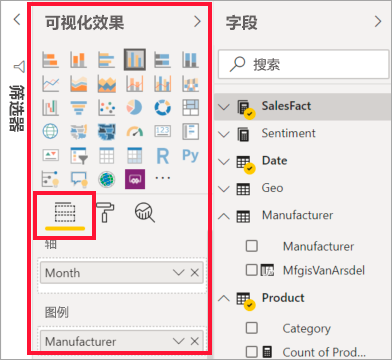 筛选器
可视化效果
R
Py
轴
Month
图例
Manufacturer
字段
搜索
SalesFact
Sentiment
Date
Geo
Manufacturer
Manufacturer
MfgisVanArsdel
Product
Category
Count of Prod